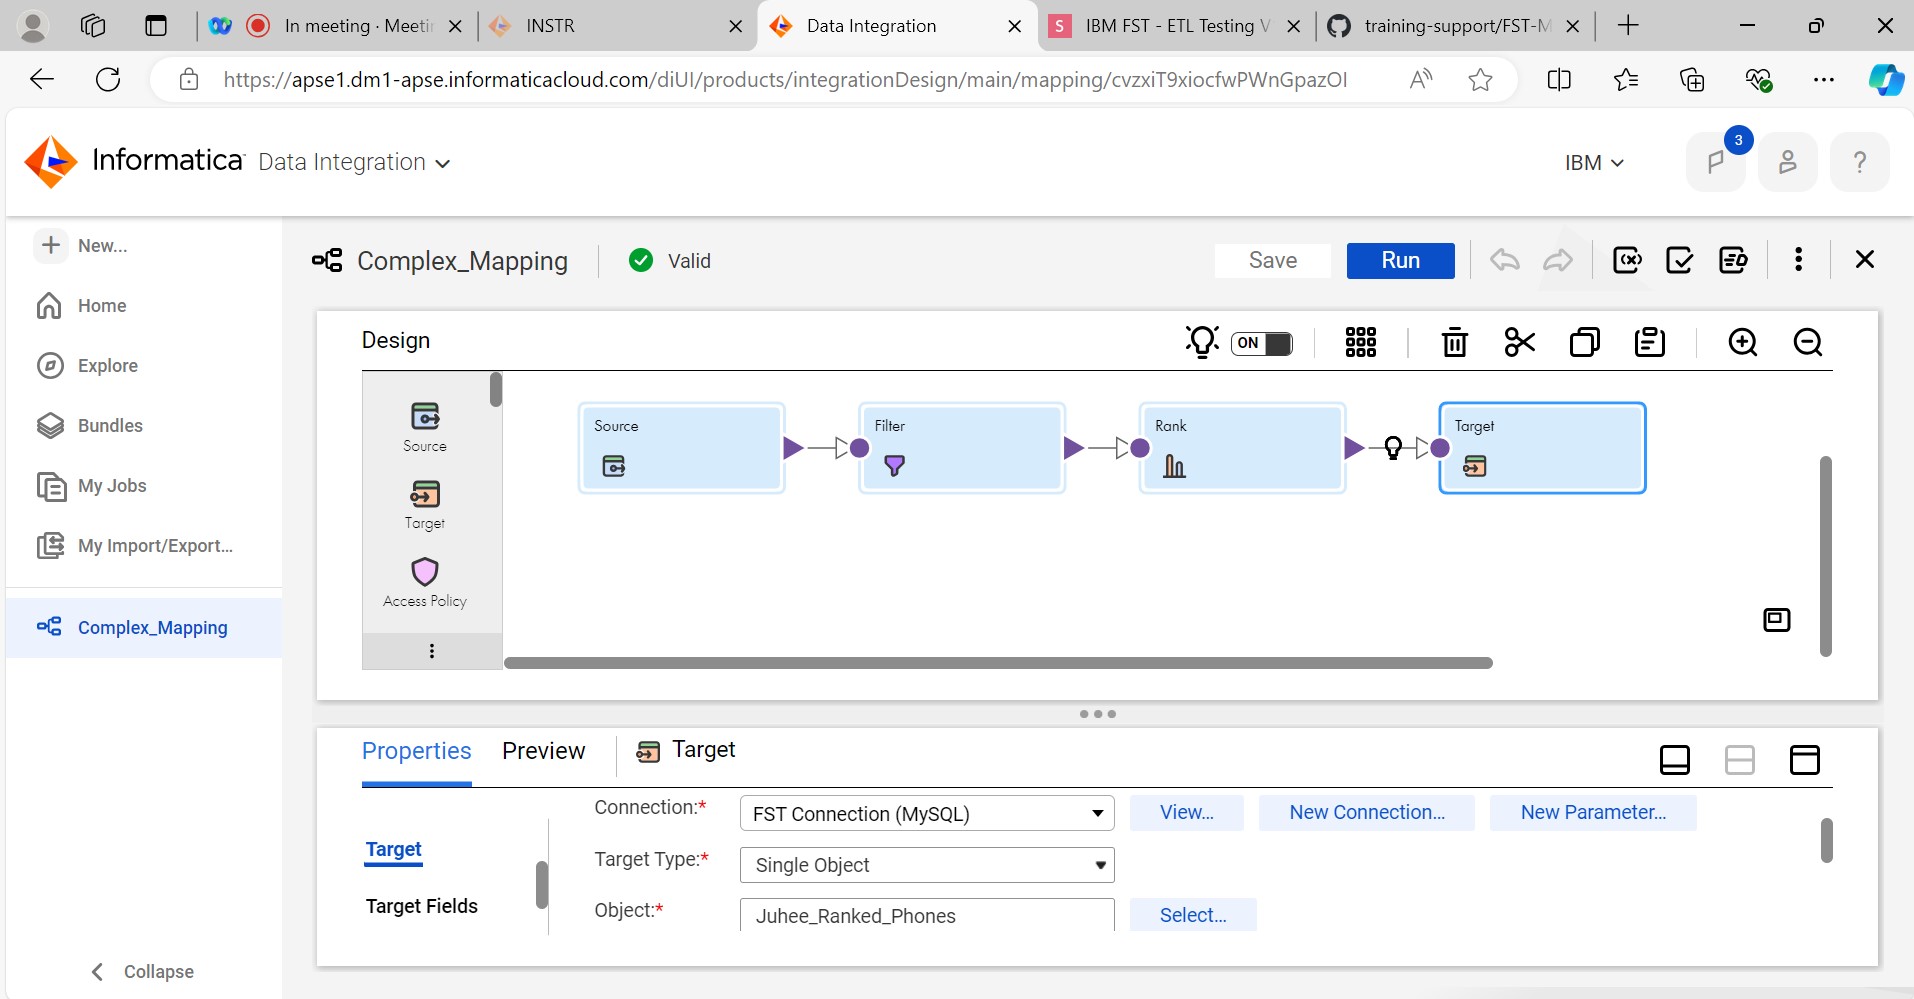 In meeting · Meetin
INSTR
Data Integration
IBM FST - ETL Testing V
training-support/FST-M
https://apse1.dm1-apse.informaticacloud.com/diUI/products/integrationDesign/main/mapping/cvzxiT9xiocfwPWnGpazOI
Informatica Data Integration
IBM
3
?
New...
Home
Explore
Bundles
My Jobs
My Import/Export...
Complex_Mapping
Collapse
Complex_Mapping
Valid
Save
Run
Design
ON
Source
Target
Access Policy
Source
Filter
Rank
Target
Properties
Preview
Target
Target
Target Fields
Connection:* FST Connection (MySQL) View... New Connection... New Parameter...
Target Type:* Single Object
Object:* Juhee_Ranked_Phones Select...